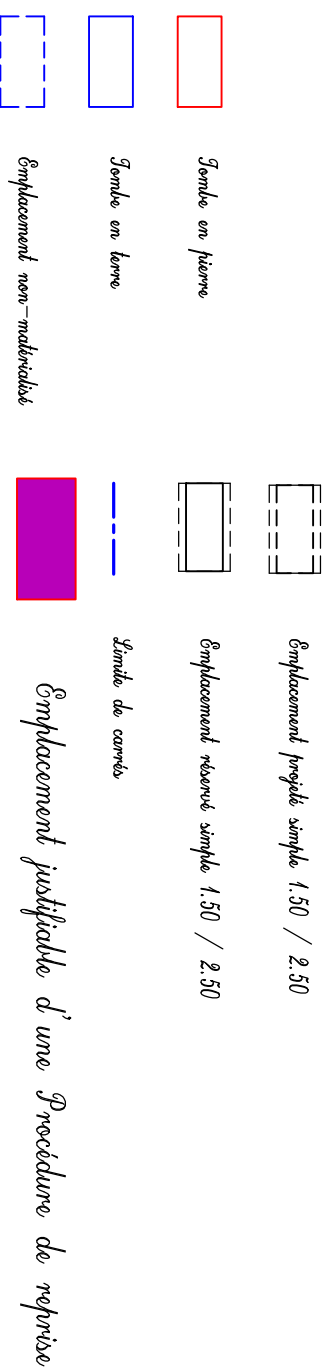 Tombe en pierre
Tombe en terre
Emplacement non-matérialisé
Emplacement projeté simple 1.50 / 2.50
Emplacement réservé simple 1.50 / 2.50
Limite de carrés
Emplacement justifiable d'une Procédure de reprise